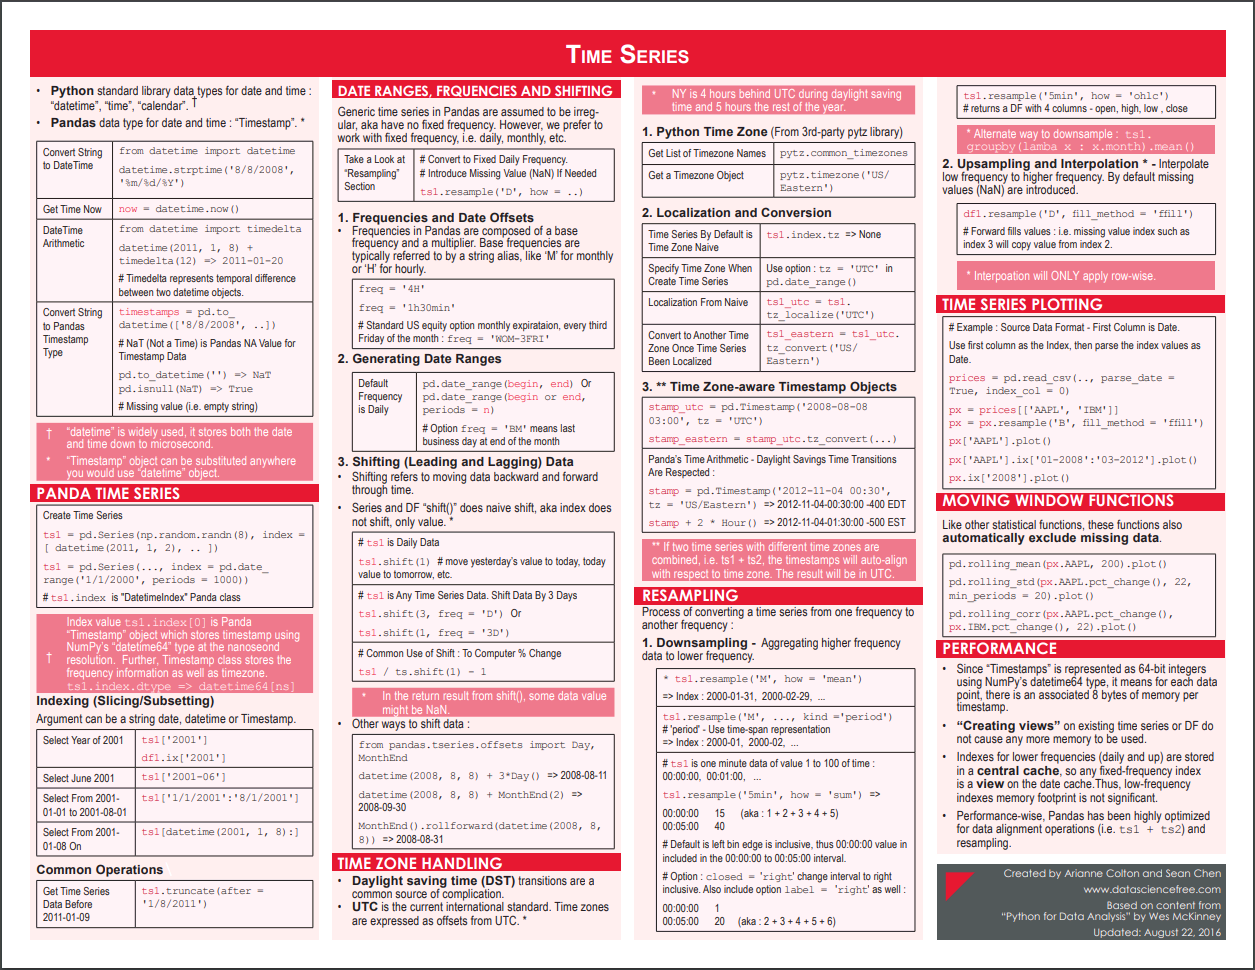 TIME SERIES
• Python standard library data types for date and time :
“datetime”, “time”, “calendar”. †
• Pandas data type for date and time : “Timestamp”. *
Convert String
to DateTime
from datetime import datetime
datetime.strptime('8/8/2008',
'%m/%d/%Y')
Get Time Now
now = datetime.now()
DateTime
Arithmetic
from datetime import timedelta
datetime(2011, 1, 8) +
timedelta(12) => 2011-01-20
# Timedelta represents temporal difference
between two datetime objects.
Convert String
to Pandas
Timestamp
Type
timestamps = pd.to_
datetime(['8/8/2008', ..])
# NaT (Not a Time) is Pandas NA Value for
Timestamp Data
pd.to_datetime('') => NaT
pd.isnull(NaT) => True
# Missing value (i.e. empty string)
† “datetime” is widely used, it stores both the date
and time down to microsecond.
* “Timestamp” object can be substituted anywhere
you would use “datetime” object.
PANDA TIME SERIES
Create Time Series
ts1 = pd.Series(np.random.randn(8), index =
[ datetime(2011, 1, 2), .. ])
ts1 = pd.Series(..., index = pd.date_
range('1/1/2000', periods = 1000))
# ts1.index is "DatetimeIndex" Panda class
† Index value ts1.index[0] is Panda
“Timestamp” object which stores timestamp using
NumPy’s “datetime64” type at the nanosecond
resolution. Further, Timestamp class stores the
frequency information as well as timezone.
ts1.index.dtype => datetime64[ns]
Indexing (Slicing/Subsetting)
Argument can be a string date, datetime or Timestamp.
Select Year of 2001
ts1['2001']
df1.ix['2001']
Select June 2001
ts1['2001-06']
Select From 2001-
01-01 to 2001-08-01
ts1['1/1/2001':'8/1/2001']
Select From 2001-
01-08 On
ts1[datetime(2001, 1, 8):]
Common Operations
Get Time Series
Data Before
2011-01-09
ts1.truncate(after =
'1/8/2011')
DATE RANGES, FRQUENCIES AND SHIFTING
Generic time series in Pandas are assumed to be irreg-
ular, aka have no fixed frequency. However, we prefer to
work with fixed frequency, i.e. daily, monthly, etc.
Take a Look at
“Resampling”
Section
# Convert to Fixed Daily Frequency.
# Introduce Missing Value (NaN) If Needed
ts1.resample('D', how = ..)
1. Frequencies and Date Offsets
• Frequencies in Pandas are composed of a base
frequency and a multiplier. Base frequencies are
typically referred to by a string alias, like ‘M’ for monthly
or ‘H’ for hourly.
freq = '4H'
freq = '1h30min'
# Standard US equity option monthly expirataion, every third
Friday of the month : freq = 'WOM-3FRI'
2. Generating Date Ranges
Default
Frequency
is Daily
pd.date_range(begin, end) Or
pd.date_range(begin or end,
periods = n)
# Option freq = 'BM' means last
business day at end of the month
3. Shifting (Leading and Lagging) Data
• Shifting refers to moving data backward and forward
through time.
• Series and DF “shift()” does naive shift, aka index does
not shift, only value. *
# ts1 is Daily Data
ts1.shift(1) # move yesterday's value to today, today
value to tomorrow, etc.
# ts1 is Any Time Series Data. Shift Data By 3 Days
ts1.shift(3, freq = 'D') Or
ts1.shift(1, freq = '3D')
# Common Use of Shift : To Computer % Change
ts1 / ts.shift(1) - 1
* In the return result from shift(), some data value
might be NaN.
• Other ways to shift data :
from pandas.tseries.offsets import Day,
MonthEnd
datetime(2008, 8, 8) + 3*Day() => 2008-08-11
datetime(2008, 8, 8) + MonthEnd(2) =>
2008-09-30
MonthEnd().rollforward(datetime(2008, 8,
8)) => 2008-08-31
TIME ZONE HANDLING
• Daylight saving time (DST) transitions are a
common source of complication.
• UTC is the current international standard. Time zones
are expressed as offsets from UTC. *
* NY is 4 hours behind UTC during daylight saving
time and 5 hours the rest of the year.
1. Python Time Zone (From 3rd-party pytz library)
Get List of Timezone Names
pytz.common_timezones
Get a Timezone Object
pytz.timezone('US/
Eastern')
2. Localization and Conversion
Time Series By Default is
Time Zone Naive
ts1.index.tz => None
Specify Time Zone When
Create Time Series
Use option : tz = 'UTC' in
pd.date_range()
Localization From Naive
ts1_utc = ts1.
tz_localize('UTC')
Convert to Another Time
Zone Once Time Series
Been Localized
ts1_eastern = ts1_utc.
tz_convert('US/
Eastern')
3. ** Time Zone-aware Timestamp Objects
stamp_utc = pd.Timestamp('2008-08-08
03:00', tz = 'UTC')
stamp_eastern = stamp_utc.tz_convert(...)
Panda's Time Arithmetic - Daylight Savings Time Transitions
Are Respected :
stamp = pd.Timestamp('2012-11-04 00:30',
tz = 'US/Eastern') => 2012-11-04-00:30:00 -400 EDT
stamp + 2 * Hour() => 2012-11-04-01:30:00 -500 EST
** If two time series with different time zones are
combined, i.e. ts1 + ts2, the timestamps will auto-align
with respect to time zone. The result will be in UTC.
RESAMPLING
Process of converting a time series from one frequency to
another frequency :
1. Downsampling - Aggregating higher frequency
data to lower frequency.
* ts1.resample('M', how = 'mean')
=> Index : 2000-01-31, 2000-02-29, ...
ts1.resample('M', ..., kind ='period')
# 'period' - Use time-span representation
=> Index : 2000-01, 2000-02, ...
# ts1 is one minute data of value 1 to 100 of time :
00:00:00, 00:01:00, ...
ts1.resample('5min', how = 'sum') =>
00:00:00 15 (aka : 1 + 2 + 3 + 4 + 5)
00:05:00 40
# Default is left bin edge is inclusive, thus 00:00:00 value in
included in the 00:00:00 to 00:05:00 interval.
# Option : closed = 'right' change interval to right
inclusive. Also include option label = 'right' as well :
00:00:00 1
00:05:00 20 (aka : 2 + 3 + 4 + 5 + 6)
ts1.resample('5min', how = 'ohlc')
# returns a DF with 4 columns - open, high, low , close
* Alternate way to downsample : ts1.
groupby(lamba x : x.month).mean()
2. Upsampling and Interpolation * - Interpolate
low frequency to higher frequency. By default missing
values (NaN) are introduced.
df1.resample('D', fill_method = 'ffill')
# Forward fills values : i.e. missing value index such as
index 3 will copy value from index 2.
* Interpoation will ONLY apply row-wise.
TIME SERIES PLOTTING
# Example : Source Data Format - First Column is Date.
Use first column as the Index, then parse the index values as
Date.
prices = pd.read_csv(.., parse_date =
True, index_col = 0)
px = prices[['AAPL', 'IBM']]
px = px.resample('B', fill_method = 'ffill')
px['AAPL'].plot()
px['AAPL'].ix['01-2008':'03-2012'].plot()
px.ix['2008'].plot()
MOVING WINDOW FUNCTIONS
Like other statistical functions, these functions also
automatically exclude missing data.
pd.rolling_mean(px.AAPL, 200).plot()
pd.rolling_std(px.AAPL.pct_change(), 22,
min_periods = 20).plot()
pd.rolling_corr(px.AAPL.pct_change(),
px.IBM.pct_change(), 22).plot()
PERFORMANCE
• Since “Timestamps” is represented as 64-bit integers
using NumPy’s datetime64 type, it means for each data
point, there is an associated 8 bytes of memory per
timestamp.
• “Creating views” on existing time series or DF do
not cause any more memory to be used.
• Indexes for lower frequencies (daily and up) are stored
in a central cache, so any fixed-frequency index
is a view on the date cache.Thus, low-frequency
indexes memory footprint is not significant.
• Performance-wise, Pandas has been highly optimized
for data alignment operations (i.e. ts1 + ts2) and
resampling.
Created by Arianne Colton and Sean Chen
www.datasciencefree.com
Based on content from
“Python for Data Analysis” by Wes McKinney
Updated: August 22, 2016